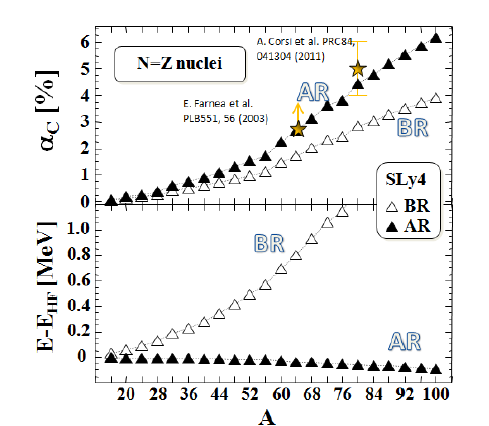 6
5
4
3
2
1
0
αC [%]
N=Z nuclei
A. Corsi et al. PRC84,
041304 (2011)
E. Farnea et al.
PLB551, 56 (2003)
AR
BR
SLy4
BR
AR
1.0
0.8
0.6
0.4
0.2
0
E-EHF [MeV]
BR
AR
20 28 36 44 52 60 68 76 84 92 100
A